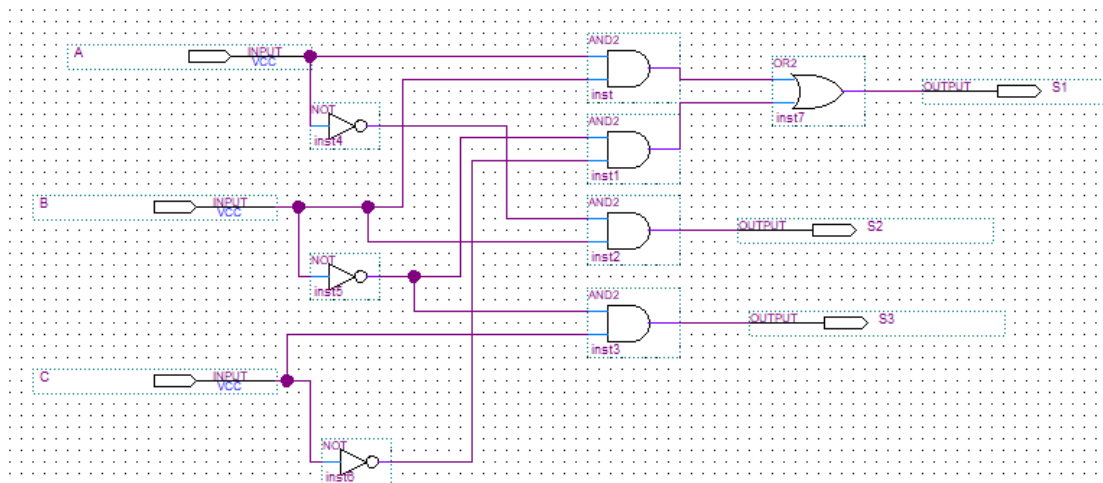 A
INPUT
VCC
AND2
inst
OR2
inst7
OUTPUT
S1
NOT
inst4
AND2
inst1
B
INPUT
VCC
AND2
inst2
OUTPUT
S2
NOT
inst5
AND2
inst3
OUTPUT
S3
C
INPUT
VCC
NOT
inst6